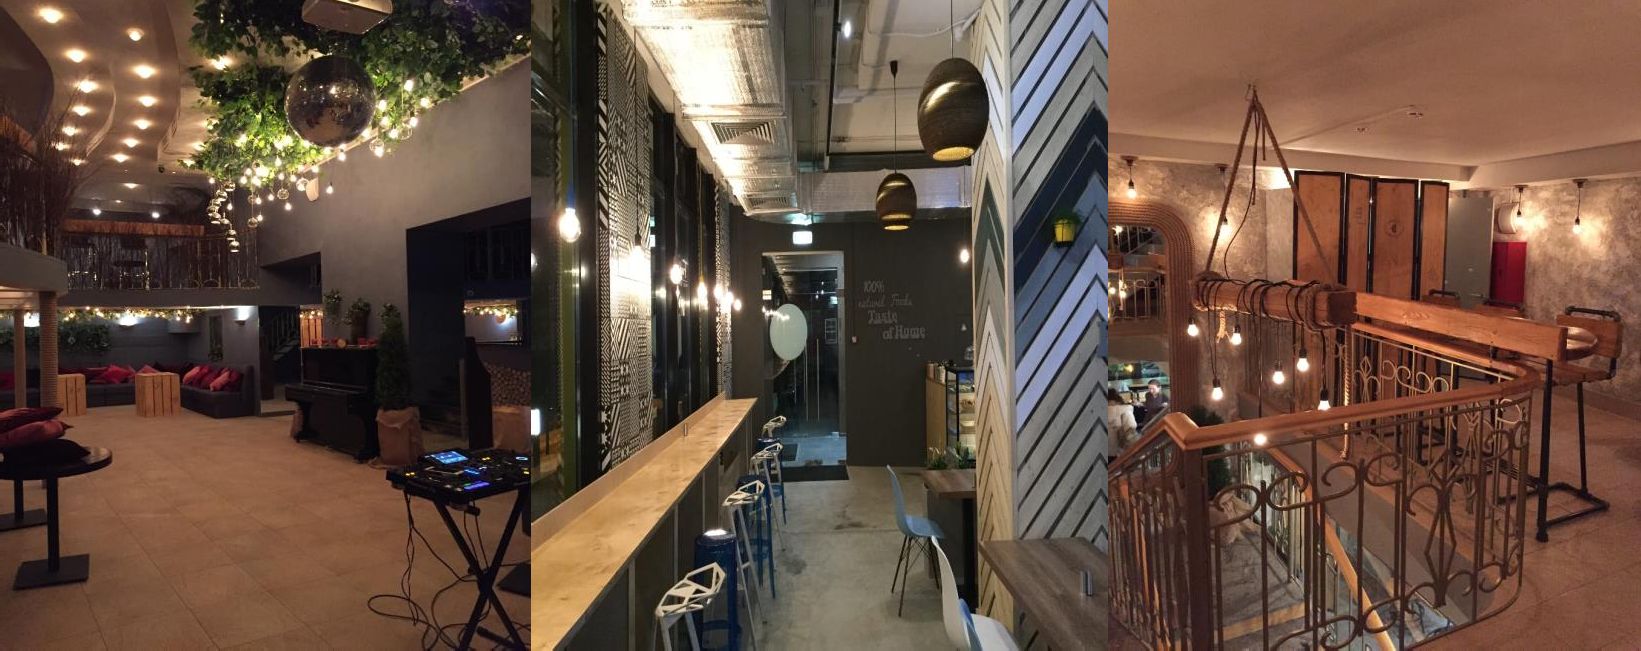 100%
natural Foods
Taste
of Home